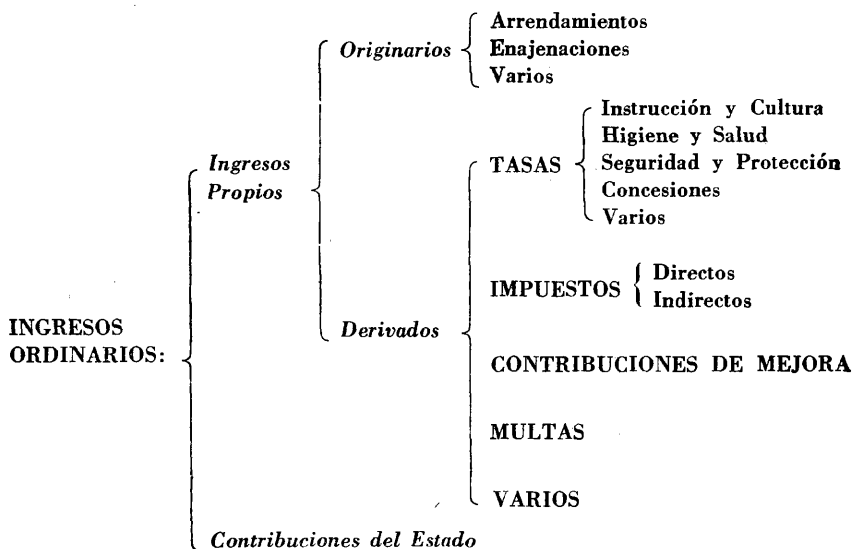 INGRESOS
ORDINARIOS:
Ingresos
Propios
Originarios
Arrendamientos
Enajenaciones
Varios
Derivados
TASAS
Instrucción y Cultura
Higiene y Salud
Seguridad y Protección
Concesiones
Varios
IMPUESTOS
Directos
Indirectos
CONTRIBUCIONES DE MEJORA
MULTAS
VARIOS
Contribuciones del Estado